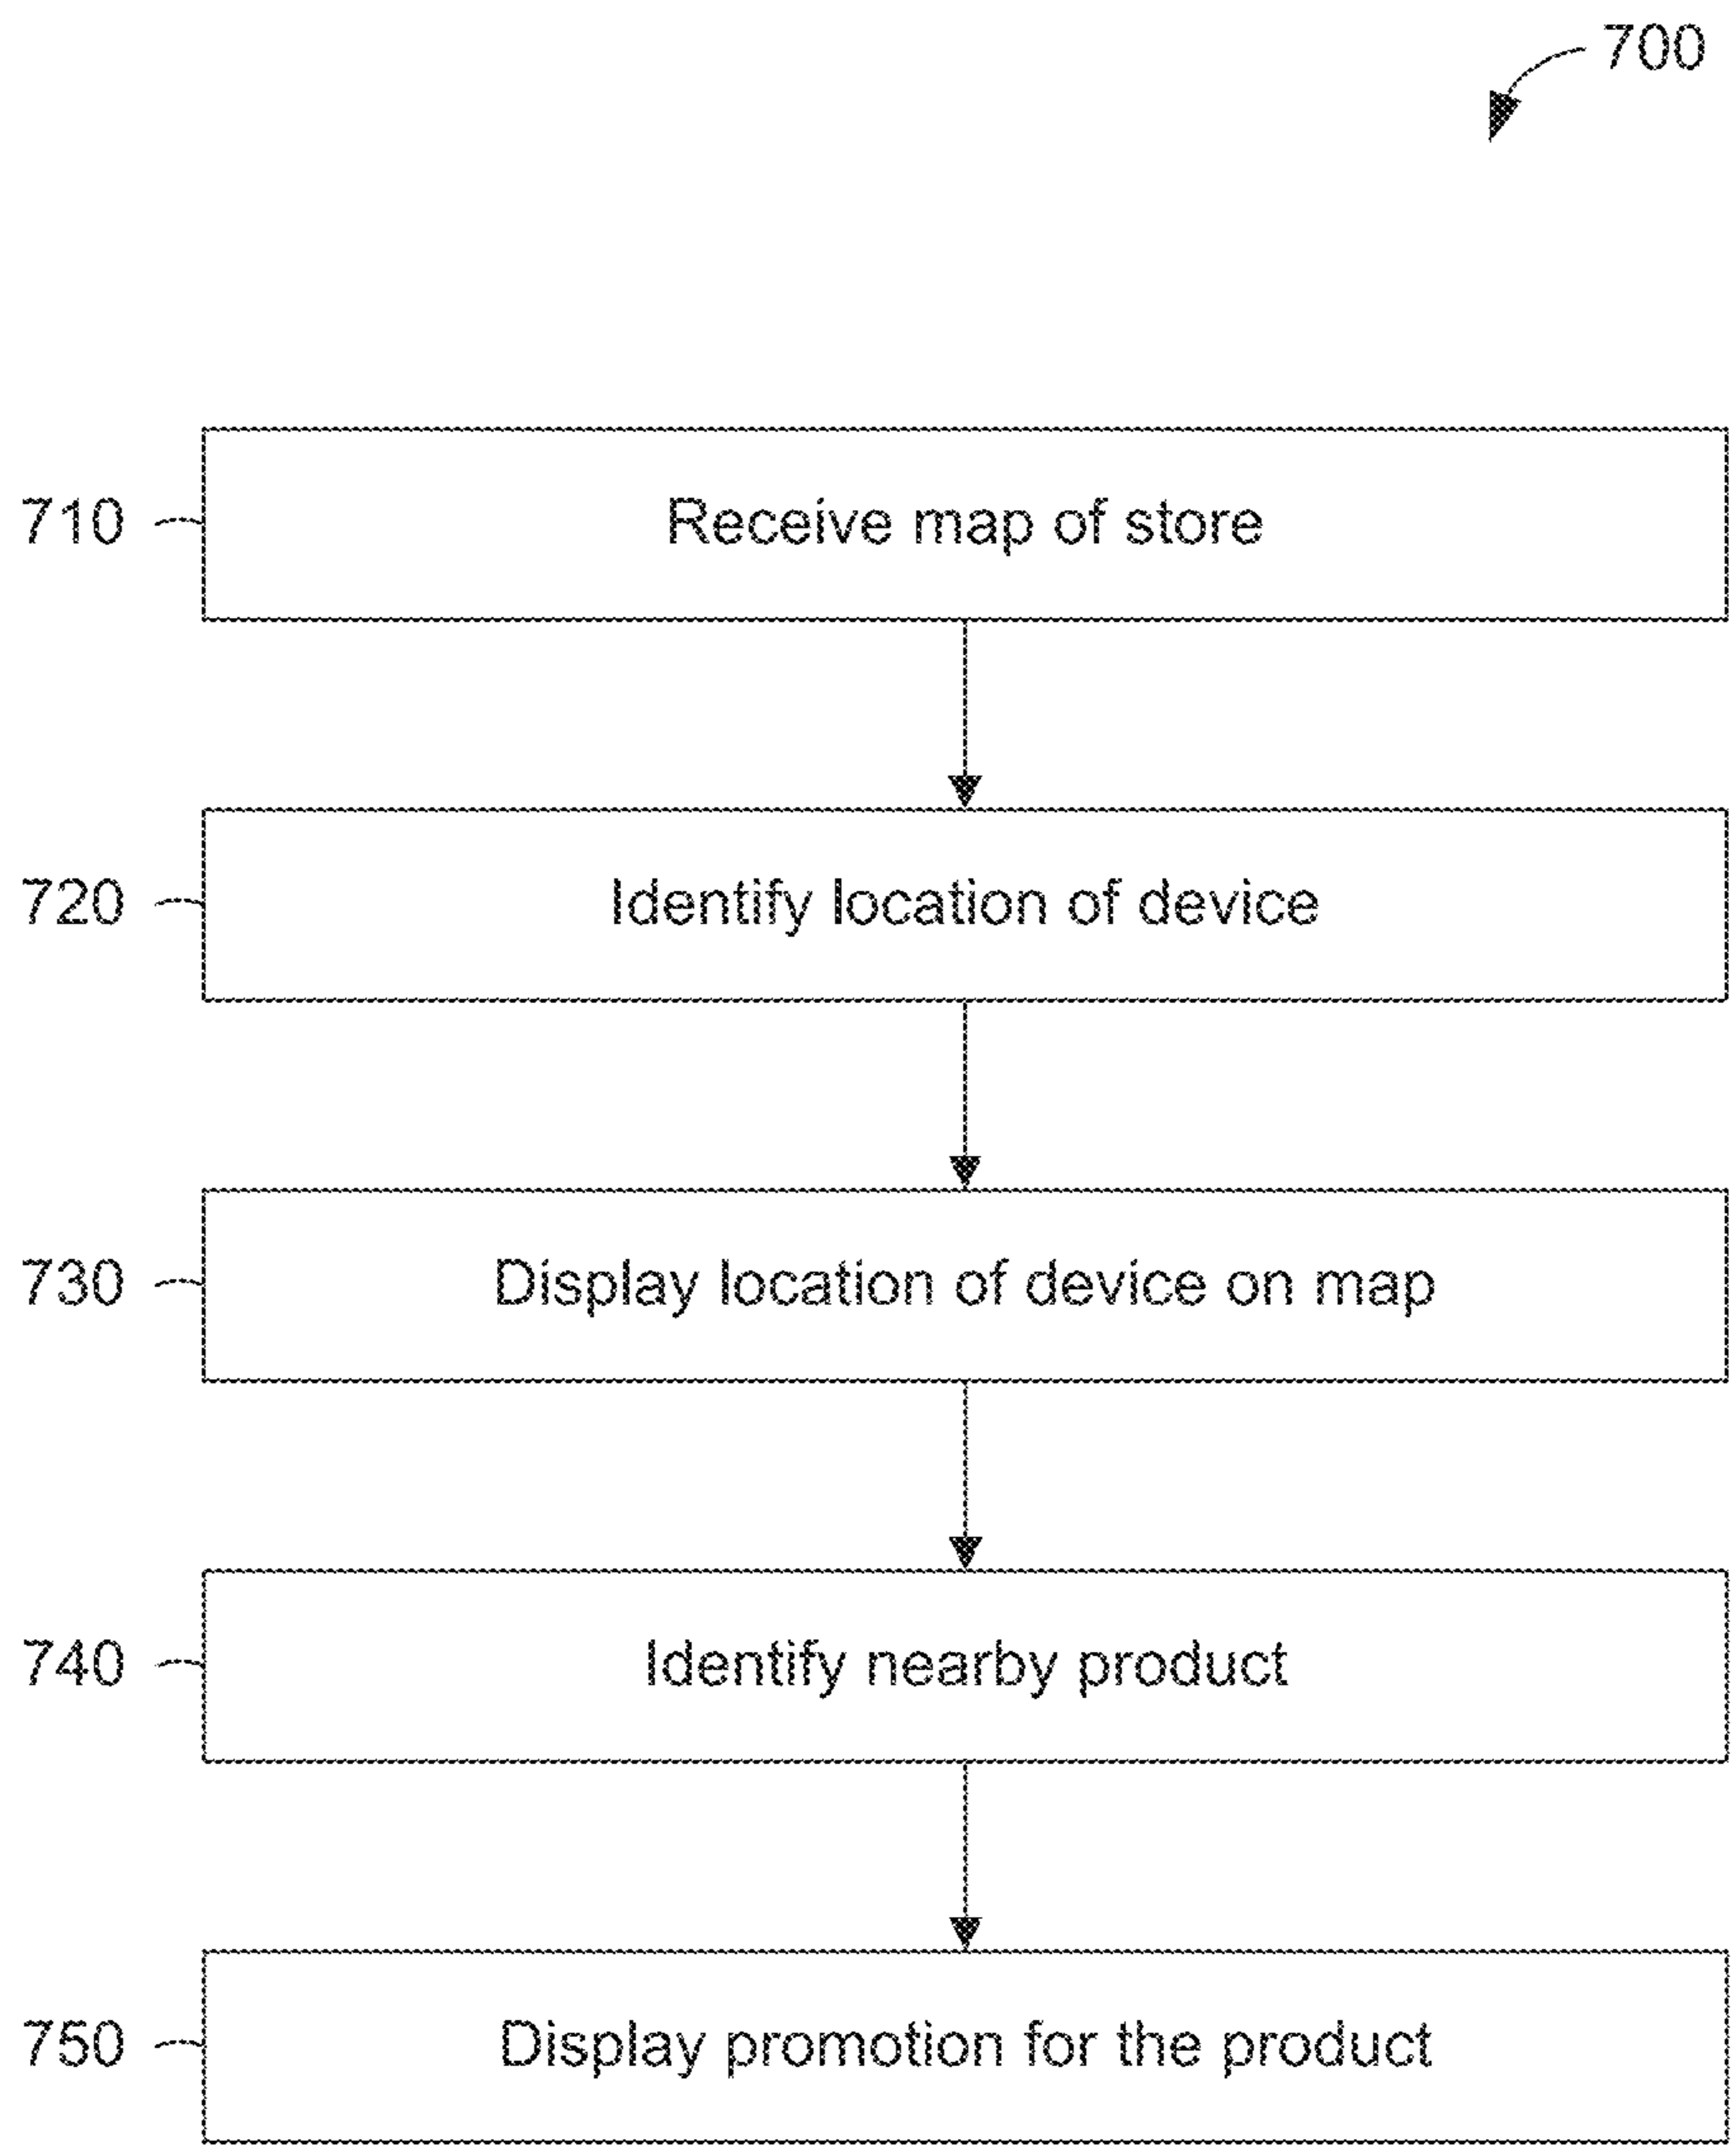 700
710 Receive map of store
720 Identify location of device
730 Display location of device on map
740 Identify nearby product
750 Display promotion for the product